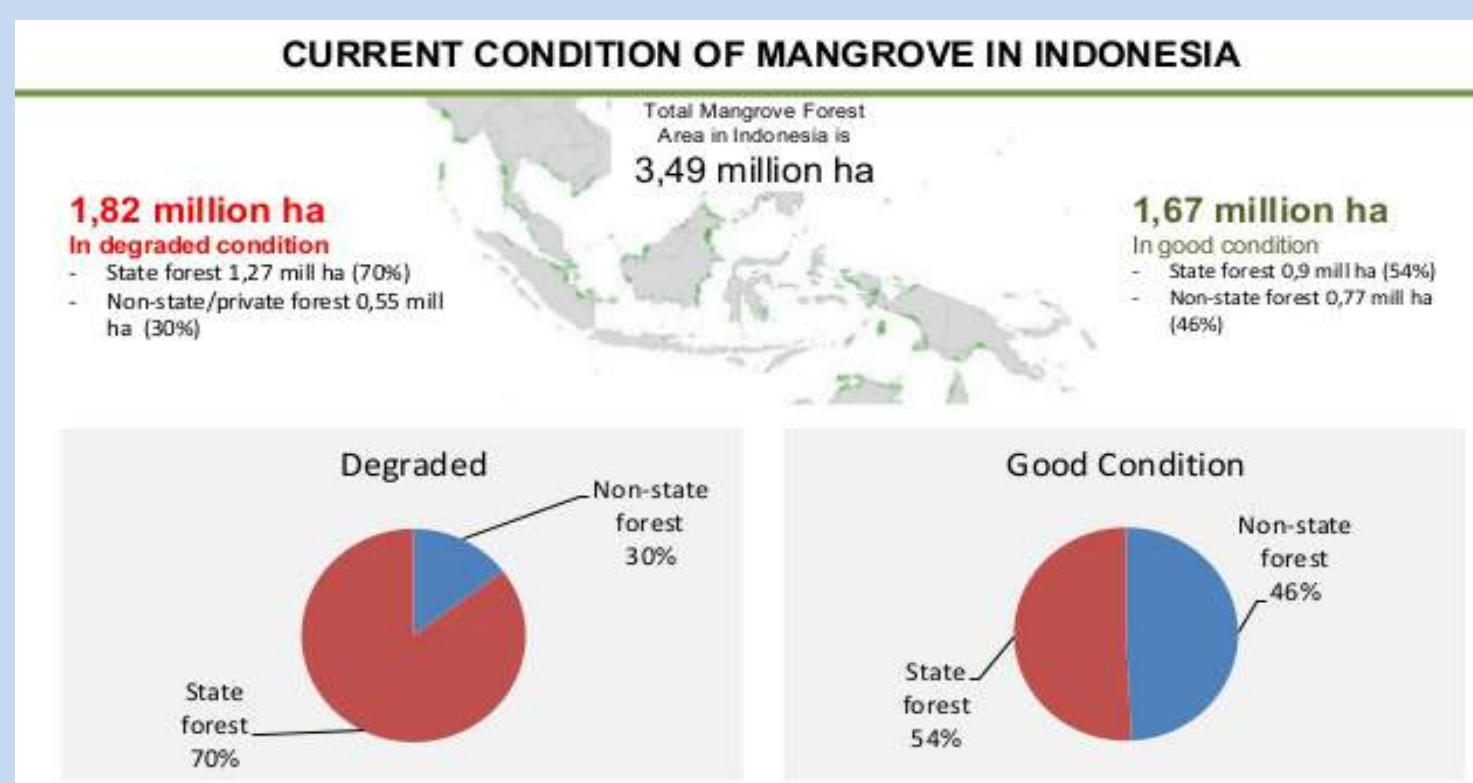 CURRENT CONDITION OF MANGROVE IN INDONESIA
Total Mangrove Forest
Area in Indonesia is
3,49 million ha
1,82 million ha
In degraded condition
- State forest 1,27 mill ha (70%)
- Non-state/private forest 0,55 mill
ha (30%)
1,67 million ha
In good condition
- State forest 0,9 mill ha (54%)
- Non-state forest 0,77 mill ha
(46%)
Degraded
Non-state
forest
30%
State
forest
70%
Good Condition
Non-state
forest
46%
State
forest
54%